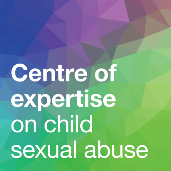 Centre of
expertise
on child
sexual abuse